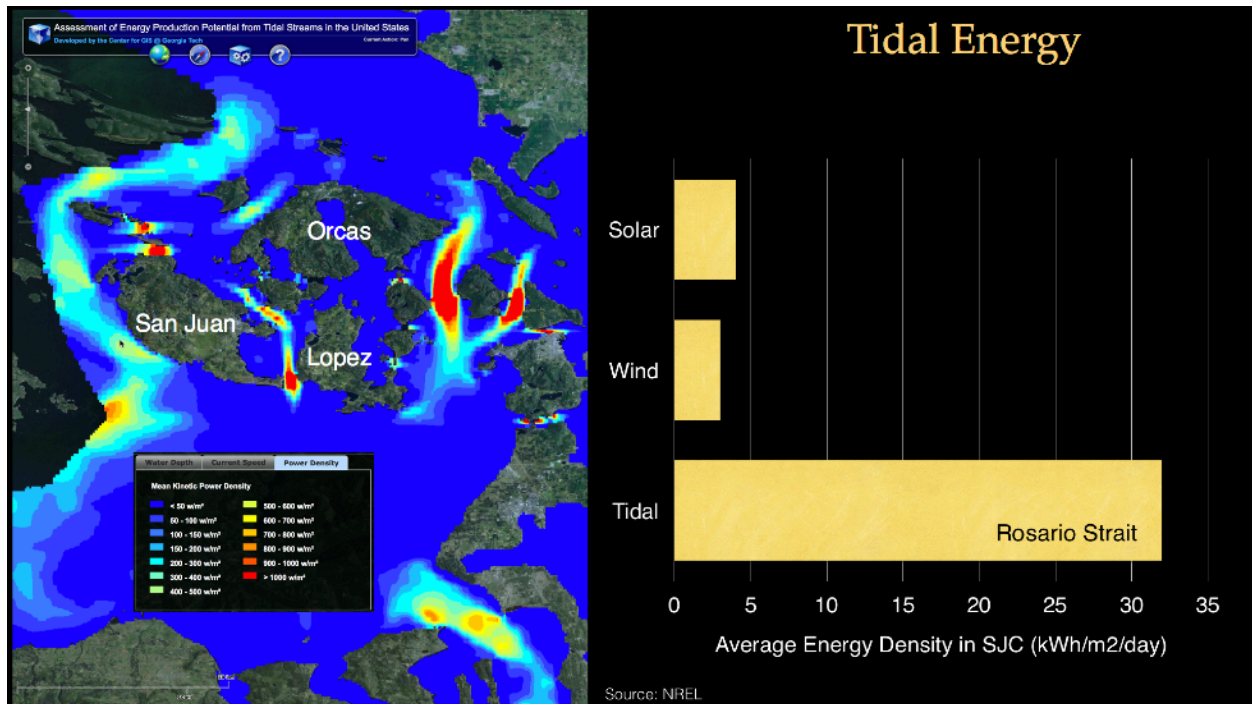 Assessment of Energy Production Potential from Tidal Streams in the United States
Developed by the Center for GIS @ Georgia Tech
Current Action: Pan
?
Orcas
San Juan
Lopez
Water Depth Current Speed Power Density
Mean Kinetic Power Density
< 50 w/m²
50 - 100 w/m²
100 - 150 w/m²
150 - 200 w/m²
200 - 300 w/m²
300 - 400 w/m²
400 - 500 w/m²
500 - 600 w/m²
600 - 700 w/m²
700 - 800 w/m²
800 - 900 w/m²
900 - 1000 w/m²
> 1000 w/m²
Tidal Energy
Solar
Wind
Tidal
Rosario Strait
0 5 10 15 20 25 30 35
Average Energy Density in SJC (kWh/m2/day)
Source: NREL